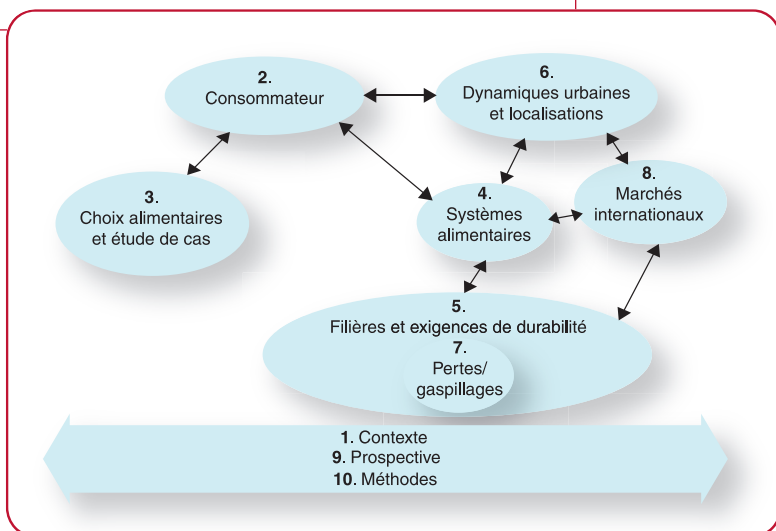 2.
Consommateur
6.
Dynamiques urbaines
et localisations
3.
Choix alimentaires
et étude de cas
4.
Systèmes
alimentaires
8.
Marchés
internationaux
5.
Filières et exigences de durabilité
7.
Pertes/
gaspillages
1. Contexte
9. Prospective
10. Méthodes